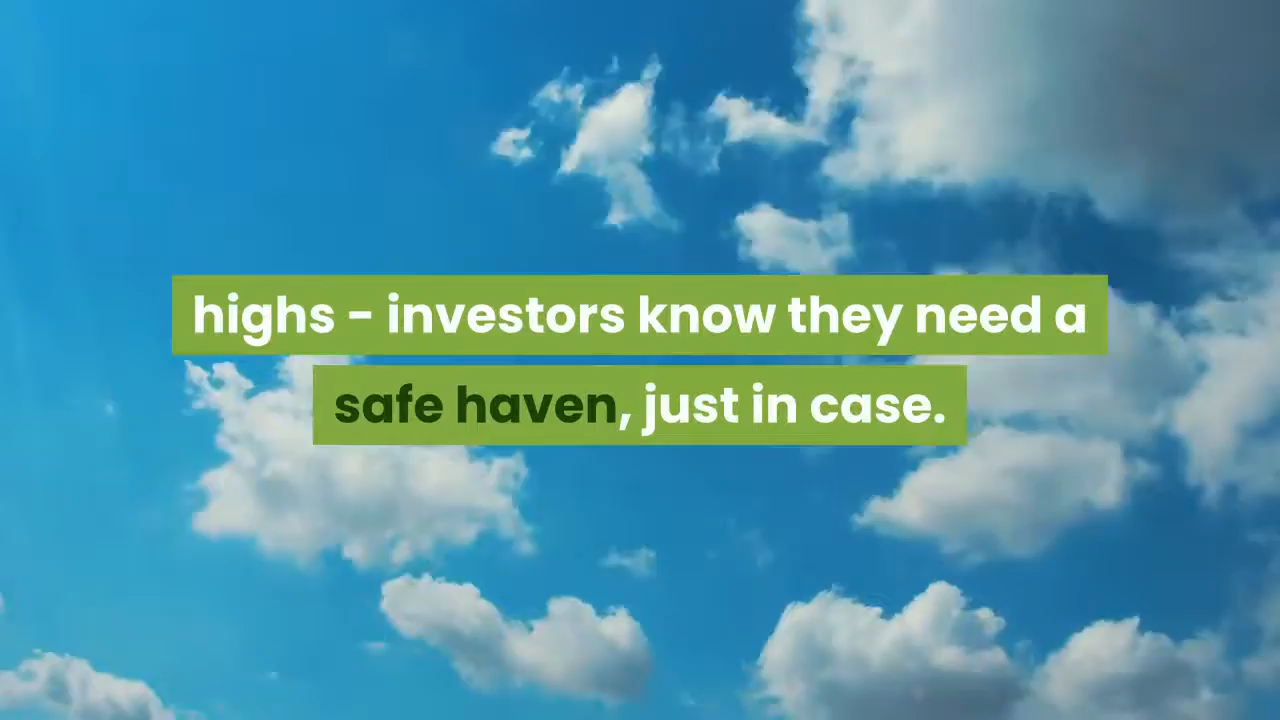 highs - investors know they need a
safe haven, just in case.